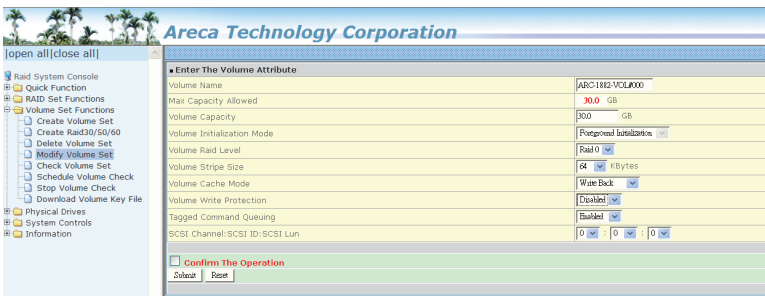 Areca Technology Corporation
|open all|close all|
Raid System Console
Quick Function
RAID Set Functions
Volume Set Functions
Create Volume Set
Create Raid30/50/60
Delete Volume Set
Modify Volume Set
Check Volume Set
Schedule Volume Check
Stop Volume Check
Download Volume Key File
Physical Drives
System Controls
Information
Enter The Volume Attribute
Volume Name ARC-1882-VOL#000
Max Capacity Allowed 30.0 GB
Volume Capacity 30.0 GB
Volume Initialization Mode Foreground Initialization
Volume Raid Level Raid 0
Volume Stripe Size 64 KBytes
Volume Cache Mode Write Back
Volume Write Protection Disabled
Tagged Command Queuing Enabled
SCSI Channel:SCSI ID:SCSI Lun 0 : 0 : 0
Confirm The Operation
Submit Reset